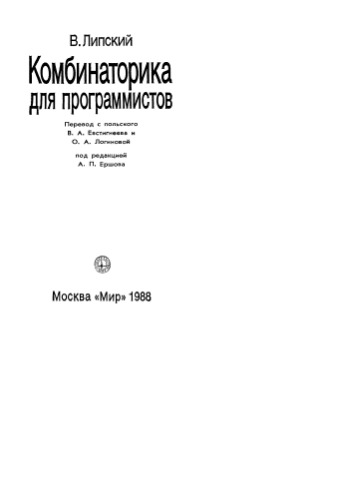 В.Липский
Комбинаторика
для программистов
Перевод с польского
В. А. Евстигнеева и
О. А. Логиновой
под редакцией
А. П. Ершова
Москва «Мир» 1988